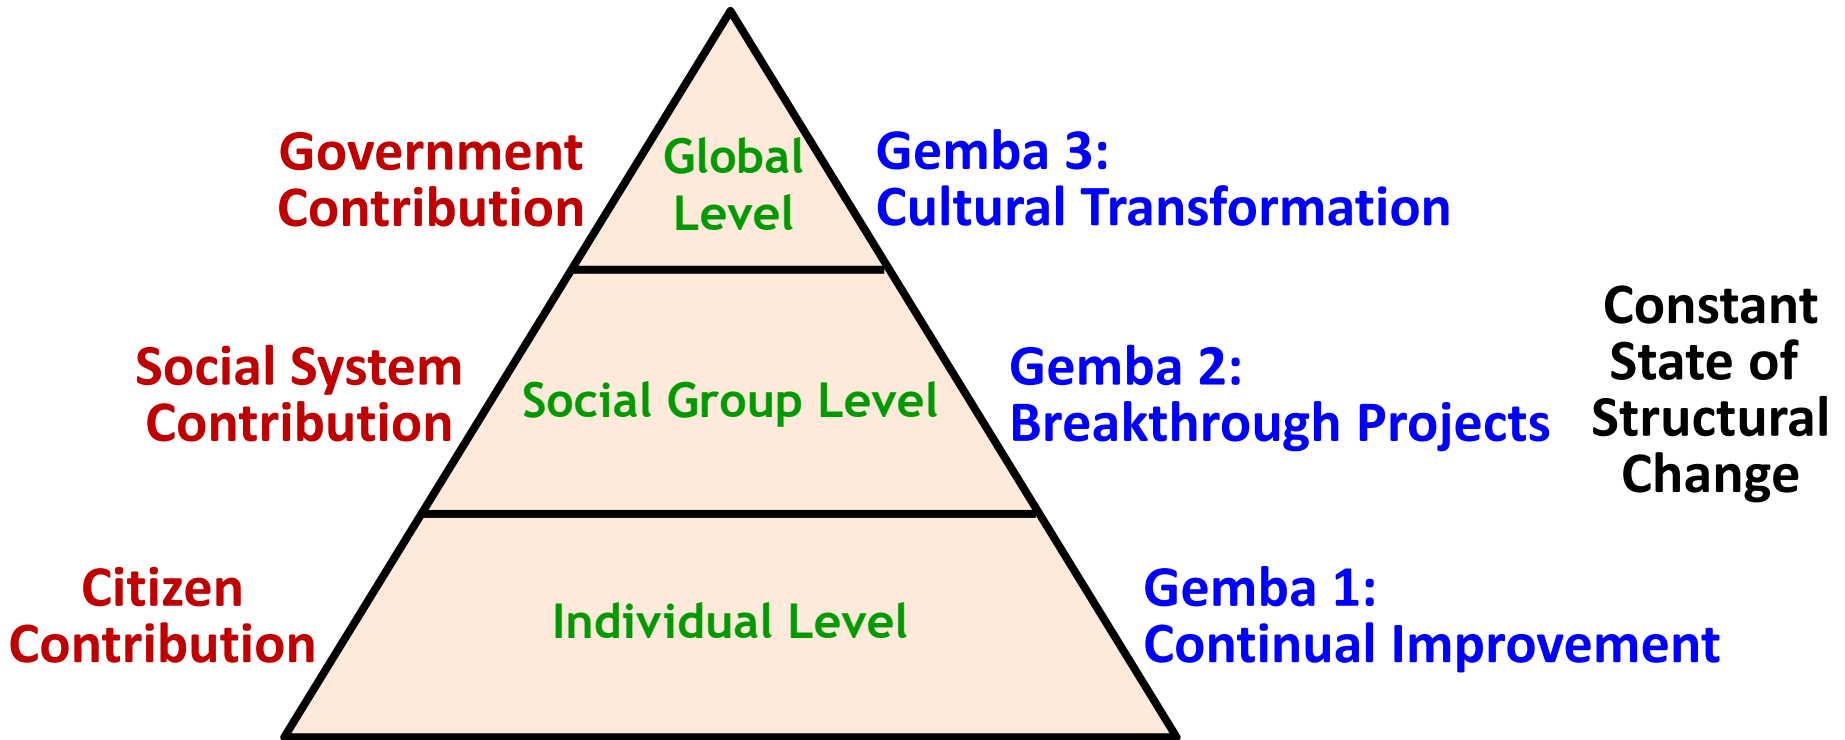 Government
Contribution
Global
Level
Gemba 3:
Cultural Transformation
Social System
Contribution
Social Group Level
Gemba 2:
Breakthrough Projects
Constant
State of
Structural
Change
Citizen
Contribution
Individual Level
Gemba 1:
Continual Improvement